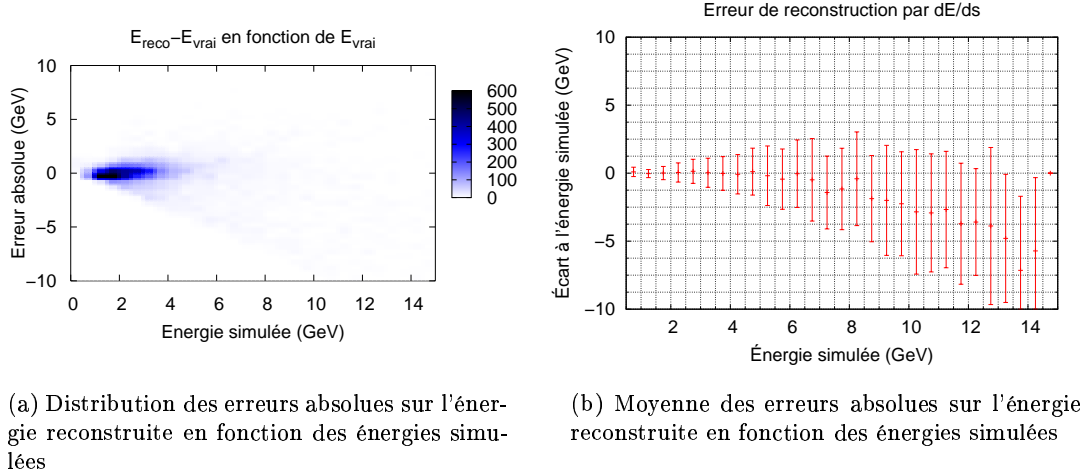 E_reco−E_vrai en fonction de E_vrai
10
5
0
−5
−10
Erreur absolue (GeV)
0 2 4 6 8 10 12 14
Energie simulée (GeV)
600
500
400
300
200
100
0
Erreur de reconstruction par dE/ds
10
5
0
−5
−10
Écart à l'énergie simulée (GeV)
2 4 6 8 10 12 14
Énergie simulée (GeV)
(a) Distribution des erreurs absolues sur l'éner-
gie reconstruite en fonction des énergies simu-
lées
(b) Moyenne des erreurs absolues sur l'énergie
reconstruite en fonction des énergies simulées